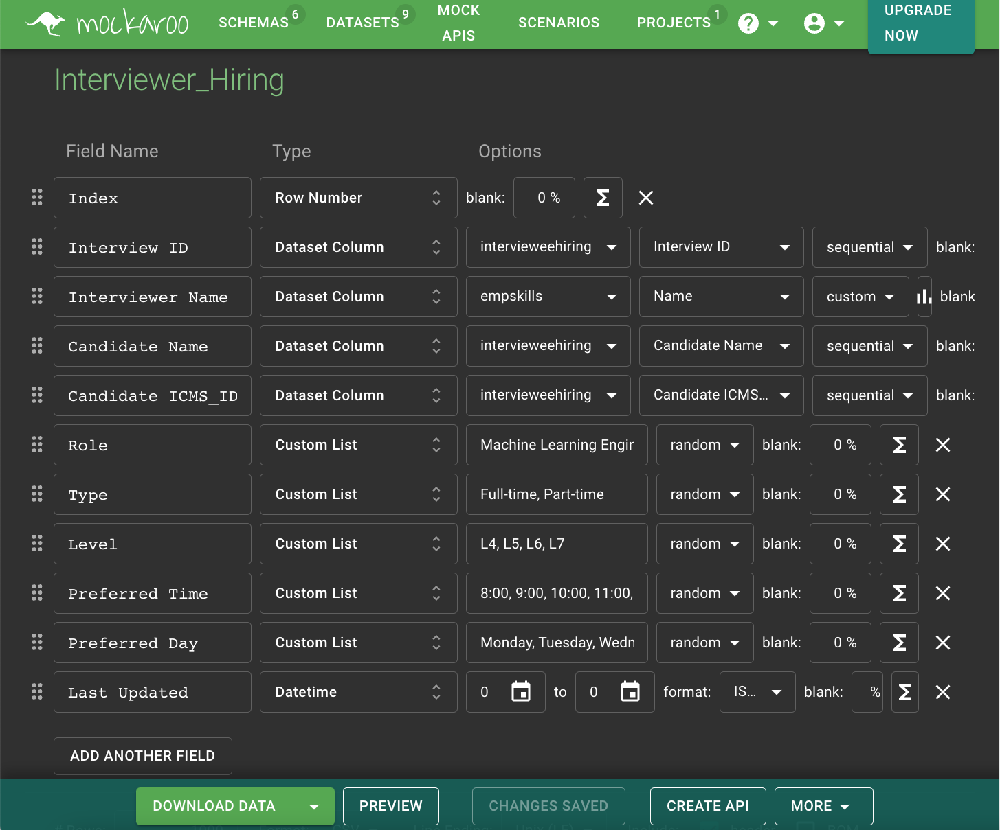 mockaroo SCHEMAS 6 DATASETS 9 MOCK APIS SCENARIOS PROJECTS 1 ? UPGRADE NOW
Interviewer_Hiring
Field Name Type Options
Index Row Number blank: 0 % Σ
Interview ID Dataset Column intervieweehiring Interview ID sequential blank:
Interviewer Name Dataset Column empskills Name custom blank
Candidate Name Dataset Column intervieweehiring Candidate Name sequential blank:
Candidate ICMS_ID Dataset Column intervieweehiring Candidate ICMS... sequential blank:
Role Custom List Machine Learning Engir random blank: 0 % Σ
Type Custom List Full-time, Part-time random blank: 0 % Σ
Level Custom List L4, L5, L6, L7 random blank: 0 % Σ
Preferred Time Custom List 8:00, 9:00, 10:00, 11:00, random blank: 0 % Σ
Preferred Day Custom List Monday, Tuesday, Wedn random blank: 0 % Σ
Last Updated Datetime 0 to 0 format: IS... blank: % Σ
ADD ANOTHER FIELD
DOWNLOAD DATA PREVIEW CHANGES SAVED CREATE API MORE